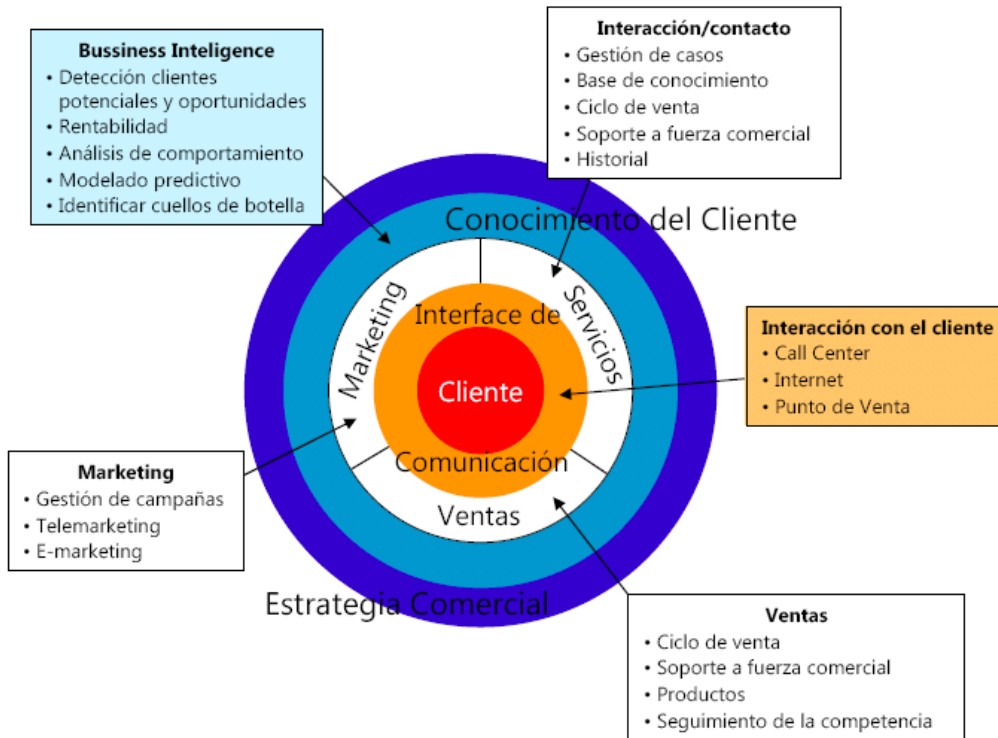 Bussiness Inteligence
• Detección clientes
potenciales y oportunidades
• Rentabilidad
• Análisis de comportamiento
• Modelado predictivo
• Identificar cuellos de botella
Interacción/contacto
• Gestión de casos
• Base de conocimiento
• Ciclo de venta
• Soporte a fuerza comercial
• Historial
Conocimiento del Cliente
Marketing
Servicios
Interface de
Cliente
Comunicación
Ventas
Estrategia Comercial
Interacción con el cliente
• Call Center
• Internet
• Punto de Venta
Marketing
• Gestión de campañas
• Telemarketing
• E-marketing
Ventas
• Ciclo de venta
• Soporte a fuerza comercial
• Productos
• Seguimiento de la competencia